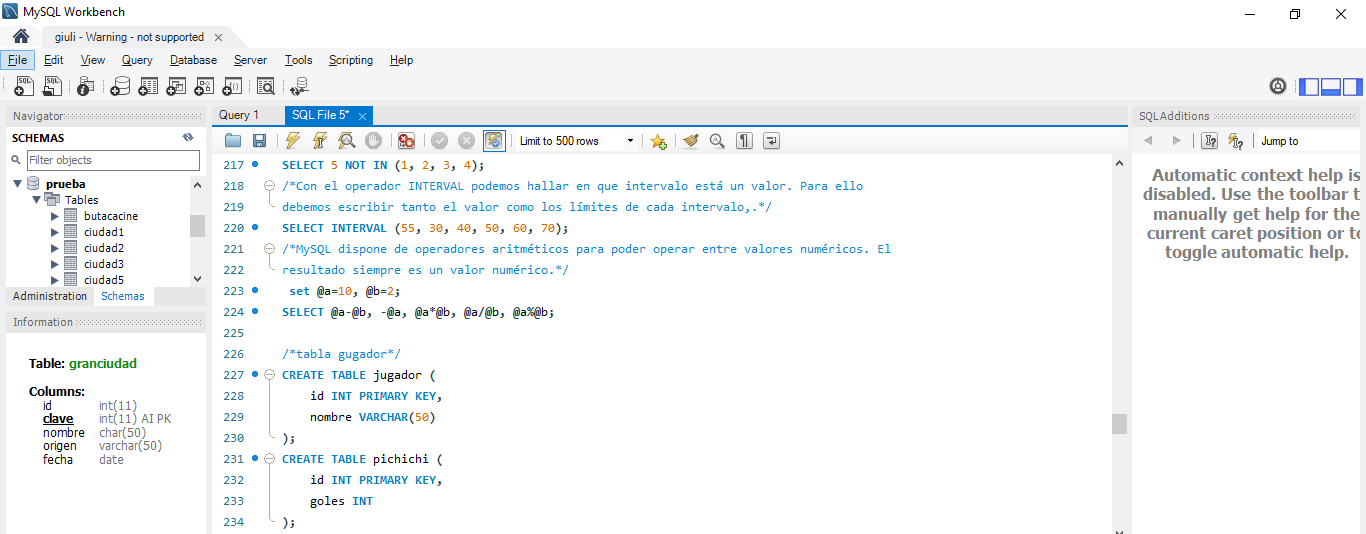 MySQL Workbench
giuli - Warning - not supported
File Edit View Query Database Server Tools Scripting Help
Navigator
SCHEMAS
Filter objects
prueba
Tables
butacacine
ciudad1
ciudad2
ciudad3
ciudad5
Administration Schemas
Information
Table: granciudad
Columns:
id int(11)
clave int(11) AI PK
nombre char(50)
origen varchar(50)
fecha date
Query 1 SQL File 5*
Limit to 500 rows
217 SELECT 5 NOT IN (1, 2, 3, 4);
218 /*Con el operador INTERVAL podemos hallar en que intervalo está un valor. Para ello
219 debemos escribir tanto el valor como los límites de cada intervalo,.*/
220 SELECT INTERVAL (55, 30, 40, 50, 60, 70);
221 /*MySQL dispone de operadores aritméticos para poder operar entre valores numéricos. El
222 resultado siempre es un valor numérico.*/
223 set @a=10, @b=2;
224 SELECT @a-@b, -@a, @a*@b, @a/@b, @a%@b;
225
226 /*tabla gugador*/
227 CREATE TABLE jugador (
228 id INT PRIMARY KEY,
229 nombre VARCHAR(50)
230 );
231 CREATE TABLE pichichi (
232 id INT PRIMARY KEY,
233 goles INT
234 );
SQLAdditions
Jump to
Automatic context help is
disabled. Use the toolbar t
manually get help for the
current caret position or to
toggle automatic help.